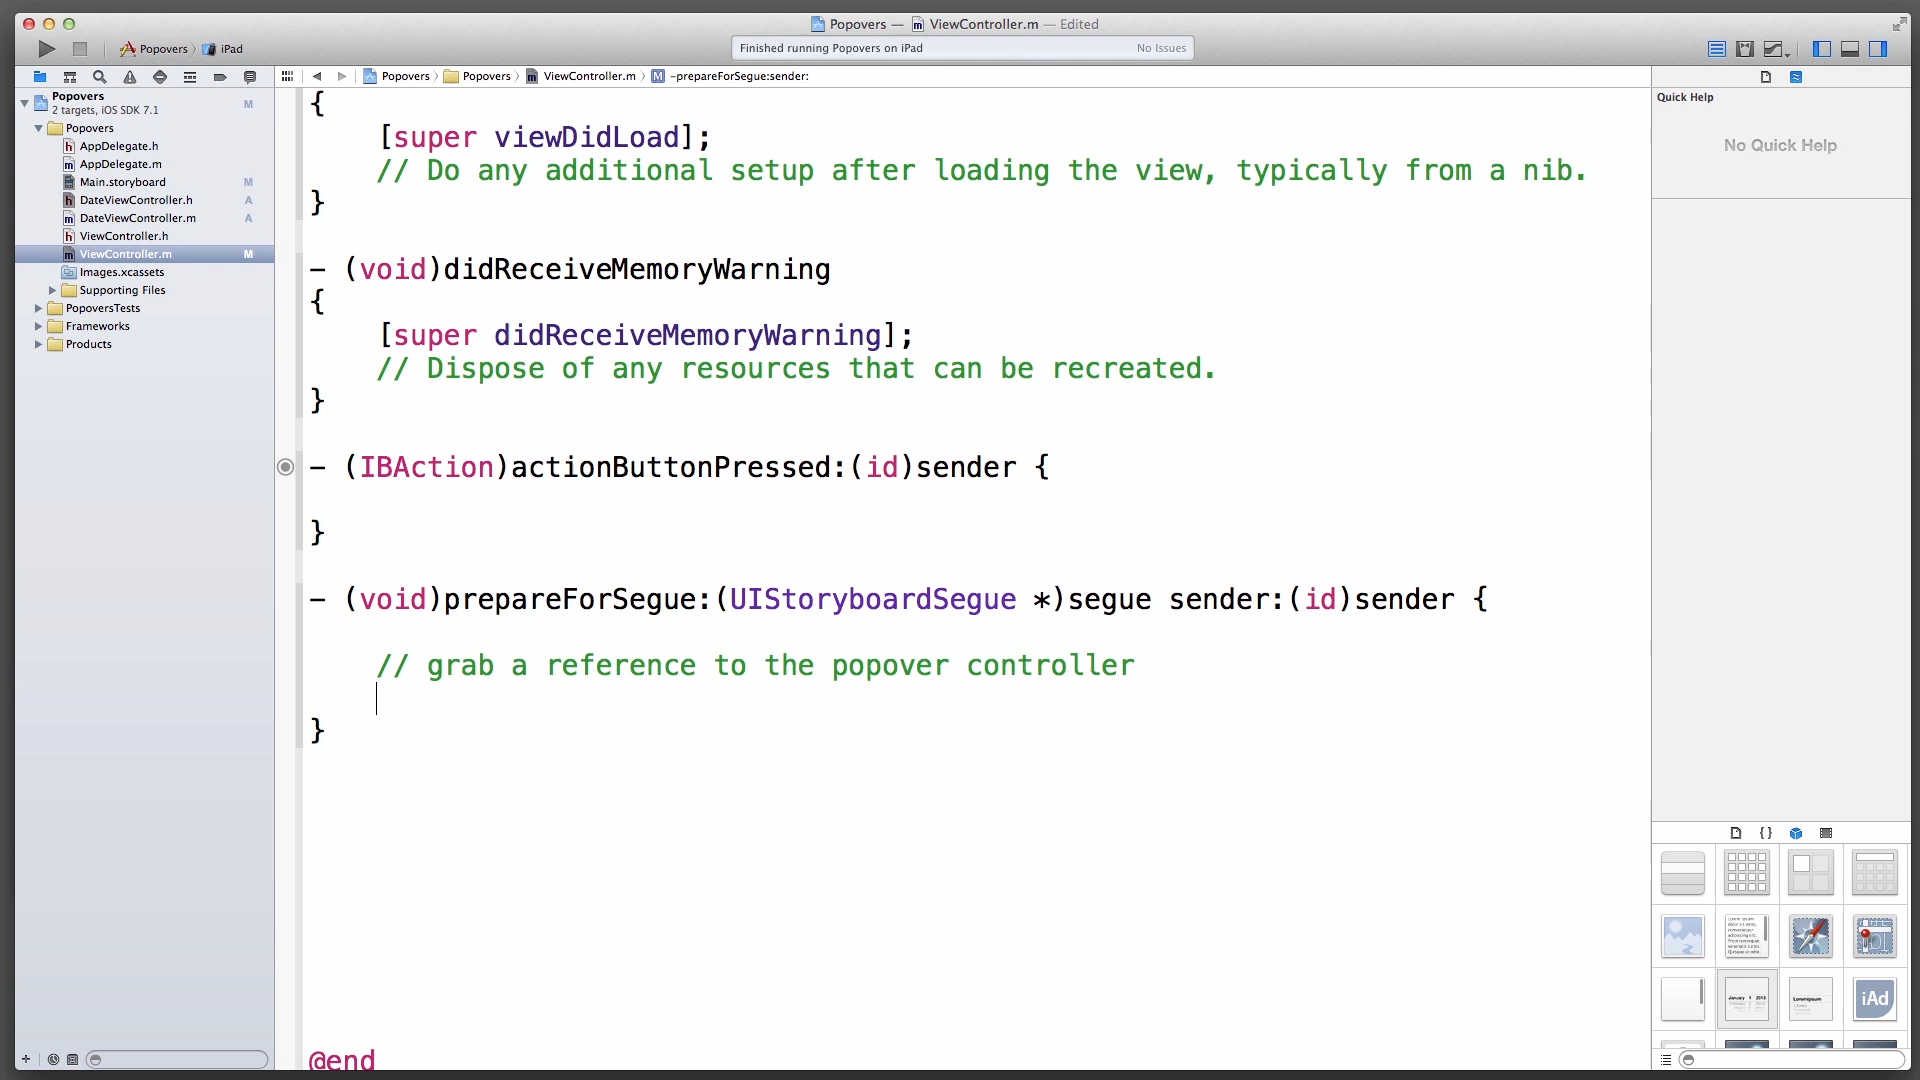 Popovers — ViewController.m — Edited
Popovers iPad
Finished running Popovers on iPad No Issues
Popovers Popovers ViewController.m M -prepareForSegue:sender:
Popovers M
2 targets, iOS SDK 7.1
Popovers
h AppDelegate.h
m AppDelegate.m
Main.storyboard M
h DateViewController.h A
m DateViewController.m A
h ViewController.h
m ViewController.m M
Images.xcassets
Supporting Files
PopoversTests
Frameworks
Products
{
[super viewDidLoad];
// Do any additional setup after loading the view, typically from a nib.
}
- (void)didReceiveMemoryWarning
{
[super didReceiveMemoryWarning];
// Dispose of any resources that can be recreated.
}
- (IBAction)actionButtonPressed:(id)sender {
}
- (void)prepareForSegue:(UIStoryboardSegue *)segue sender:(id)sender {
// grab a reference to the popover controller
}
@end
Quick Help
No Quick Help
{ }
January 1 2013
iAd